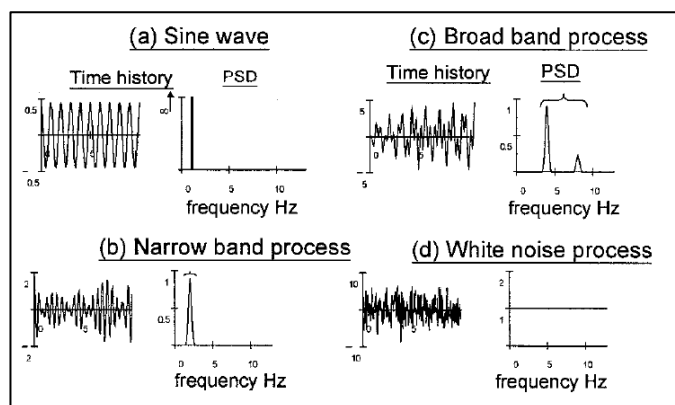 (a) Sine wave
Time history
PSD
0.5
0.5
0
5
∞
0
5
10
frequency Hz
(c) Broad band process
Time history
PSD
5
5
0
5
1
0.5
0
5
10
frequency Hz
(b) Narrow band process
2
2
0
5
1
0.5
0
5
10
frequency Hz
(d) White noise process
10
10
0
5
2
1
0
5
10
frequency Hz